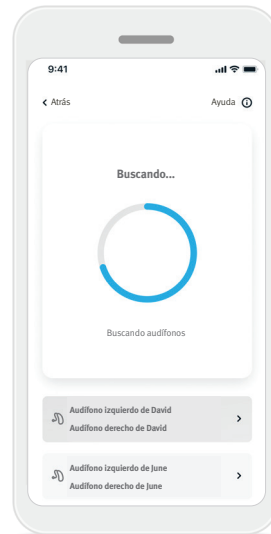 9:41
Atrás
Ayuda
Buscando...
Buscando audífonos
Audífono izquierdo de David
Audífono derecho de David
Audífono izquierdo de June
Audífono derecho de June